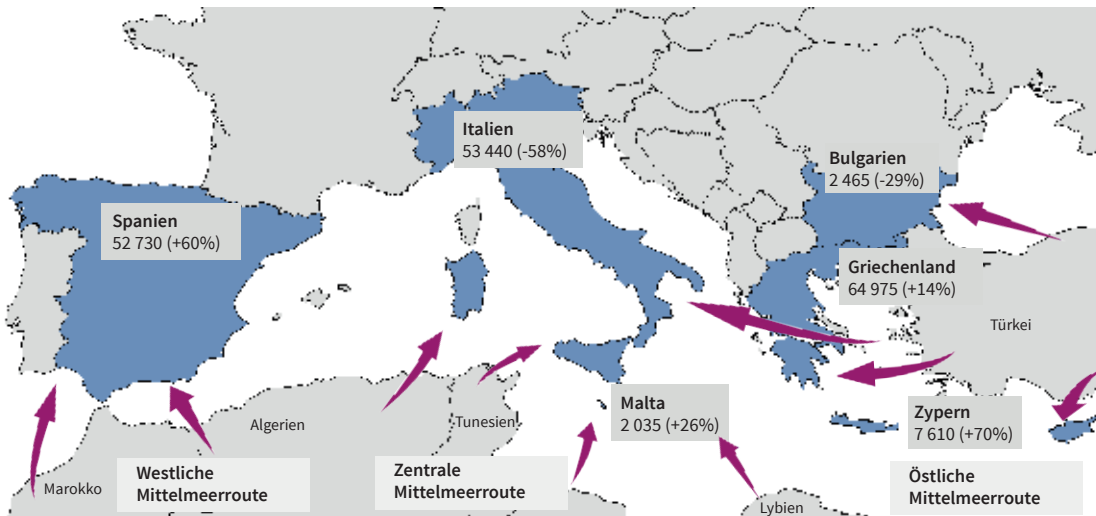 Italien
53 440 (-58%)
Bulgarien
2 465 (-29%)
Spanien
52 730 (+60%)
Griechenland
64 975 (+14%)
Türkei
Malta
2 035 (+26%)
Zypern
7 610 (+70%)
Algerien
Tunesien
Marokko
Westliche
Mittelmeerroute
Zentrale
Mittelmeerroute
Östliche
Mittelmeerroute
Lybien